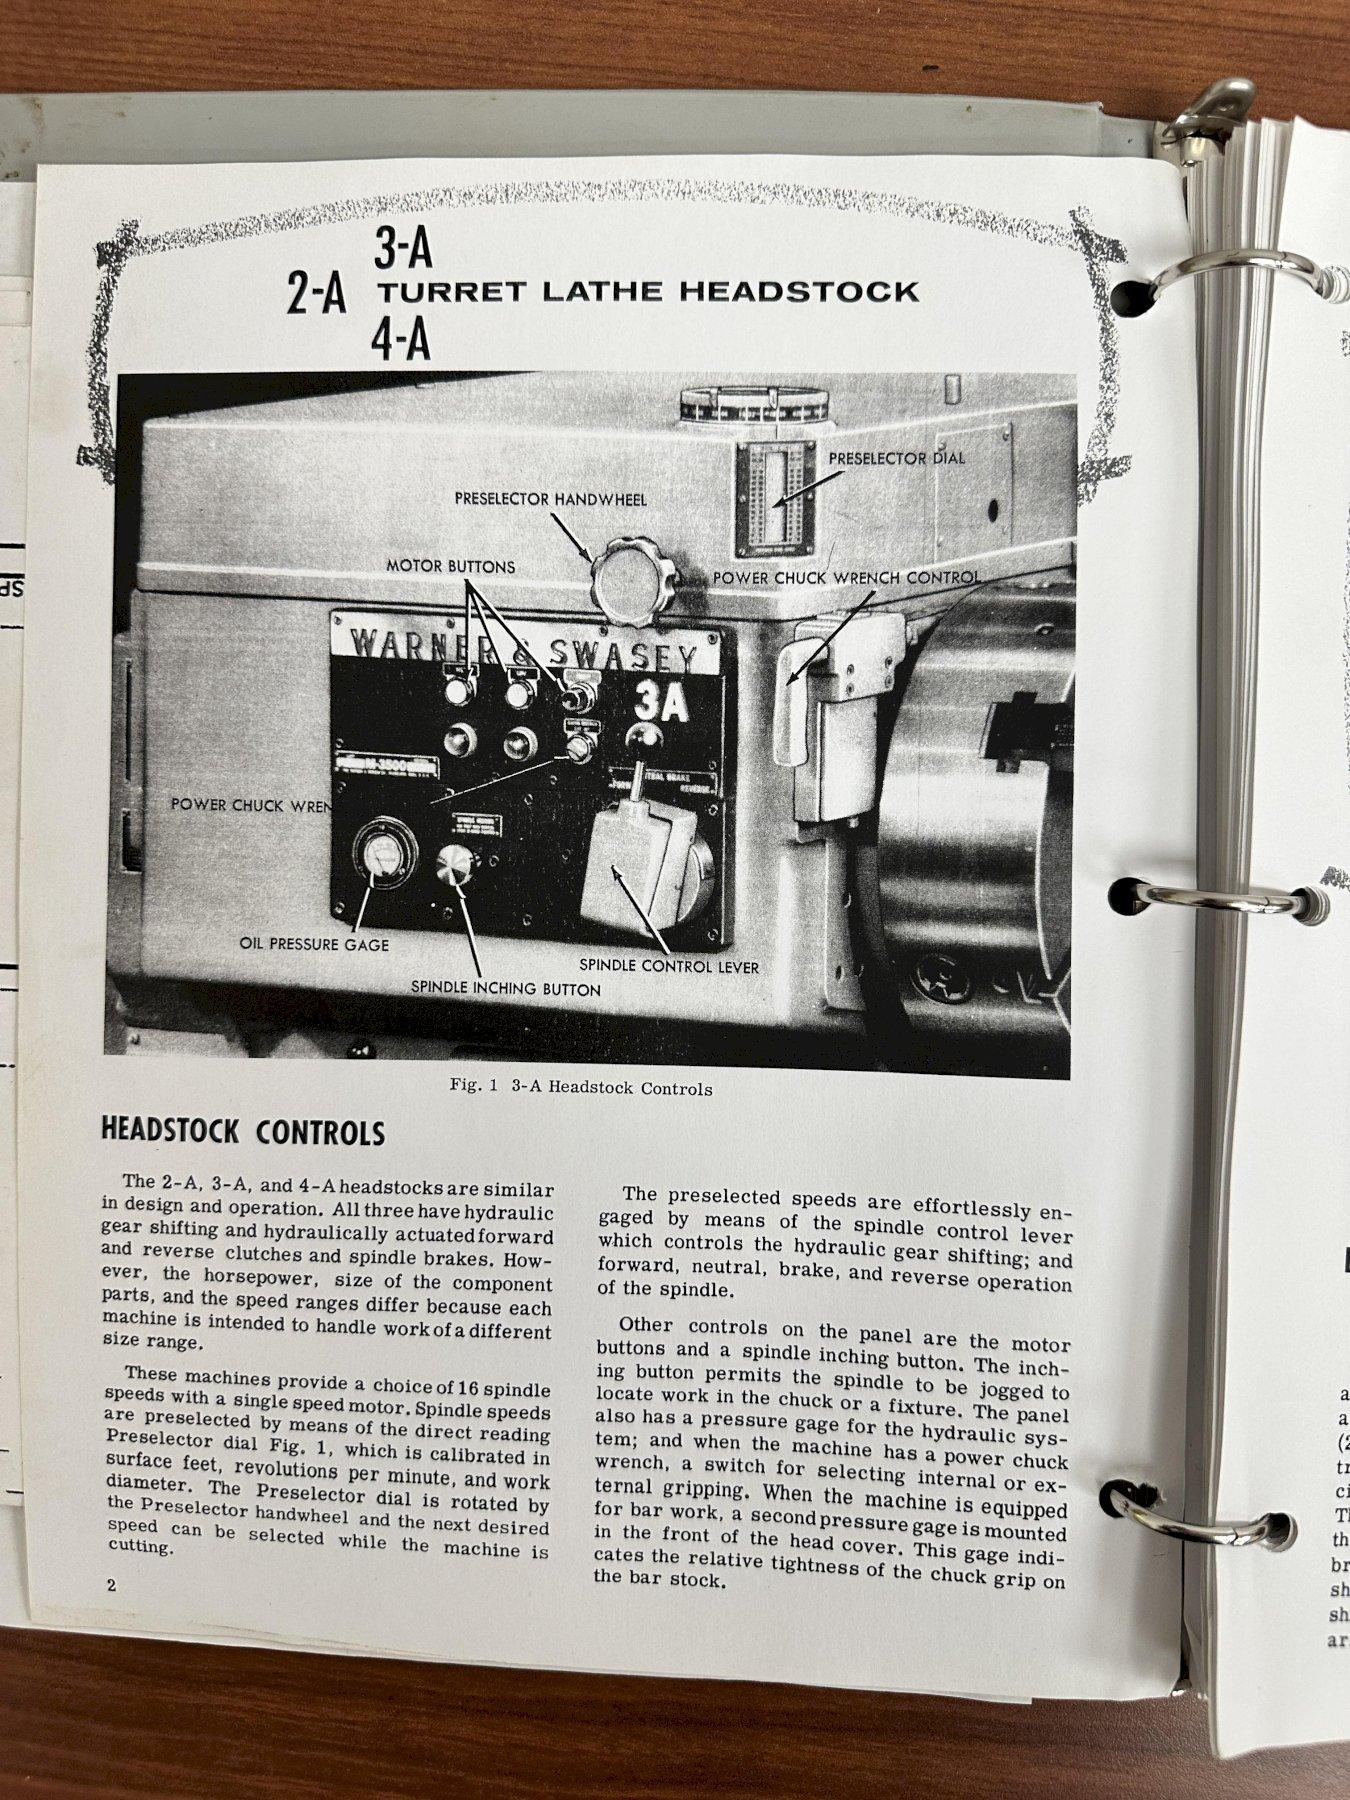 3-A
2-A TURRET LATHE HEADSTOCK
4-A
PRESELECTOR DIAL
PRESELECTOR HANDWHEEL
MOTOR BUTTONS
POWER CHUCK WRENCH CONTROL
WARNER & SWASEY
3A
M-3500
BRAKE
REVERSE
POWER CHUCK WREN
OIL PRESSURE GAGE
SPINDLE CONTROL LEVER
SPINDLE INCHING BUTTON
Fig. 1 3-A Headstock Controls
HEADSTOCK CONTROLS
The 2-A, 3-A, and 4-A headstocks are similar
in design and operation. All three have hydraulic
gear shifting and hydraulically actuated forward
and reverse clutches and spindle brakes. How-
ever, the horsepower, size of the component
parts, and the speed ranges differ because each
machine is intended to handle work of a different
size range.
These machines provide a choice of 16 spindle
speeds with a single speed motor. Spindle speeds
are preselected by means of the direct reading
Preselector dial Fig. 1, which is calibrated in
surface feet, revolutions per minute, and work
diameter. The Preselector dial is rotated by
the Preselector handwheel and the next desired
speed can be selected while the machine is
cutting.
2
The preselected speeds are effortlessly en-
gaged by means of the spindle control lever
which controls the hydraulic gear shifting; and
forward, neutral, brake, and reverse operation
of the spindle.
Other controls on the panel are the motor
buttons and a spindle inching button. The inch-
ing button permits the spindle to be jogged to
locate work in the chuck or a fixture. The panel
also has a pressure gage for the hydraulic sys-
tem; and when the machine has a power chuck
wrench, a switch for selecting internal or ex-
ternal gripping. When the machine is equipped
for bar work, a second pressure gage is mounted
in the front of the head cover. This gage indi-
cates the relative tightness of the chuck grip on
the bar stock.